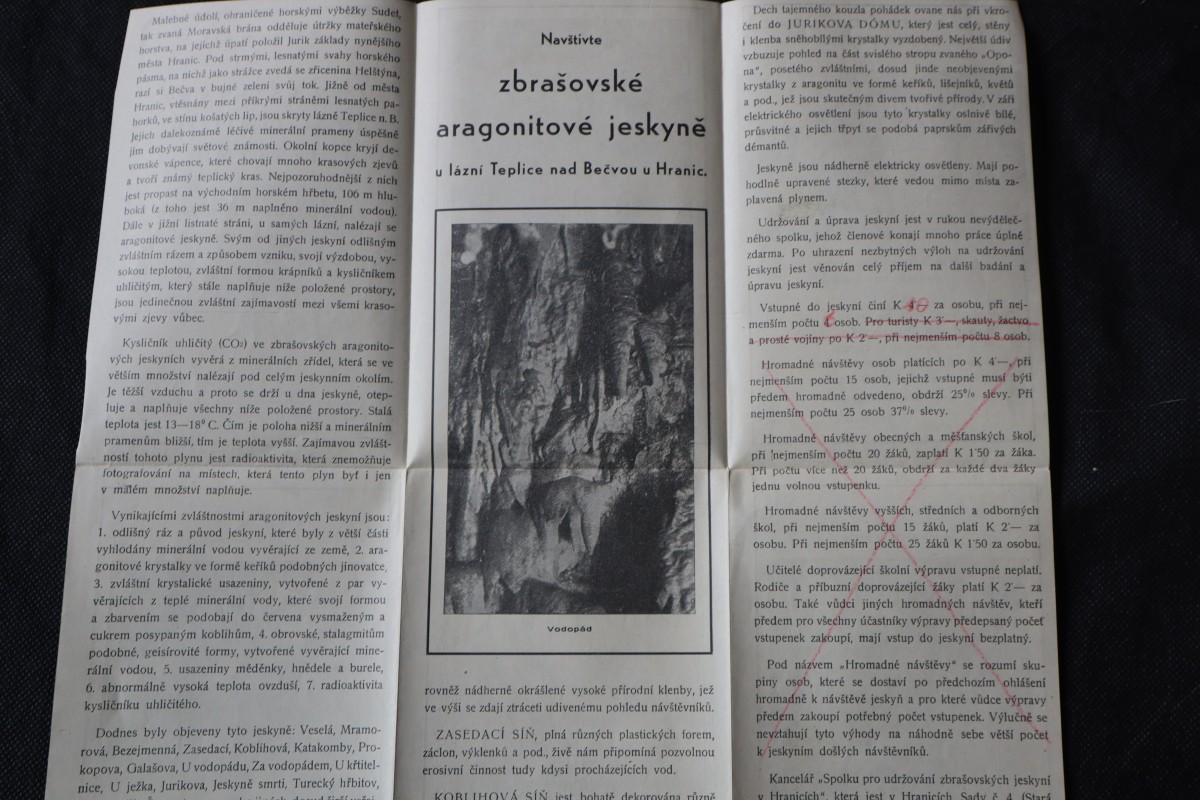 Malebné údolí, ohraničené horskými výběžky Sudet,
tak zvaná Moravská brána odděluje útržky mateřského
horstva, na jejichž úpatí položil Jurik základy nynějšího
města Hranic. Pod strmými, lesnatými svahy horského
pásma, na nichž jako strážce zvedá se zřícenina Helštýna,
razí si Bečva v bujné zeleni svůj tok. Jižně od města
Hranic, vtěsnány mezi příkrými stráněmi lesnatých pa-
horků, ve stínu košatých lip, jsou skryty lázně Teplice n. B.
Jejich dalekoznámé léčivé minerální prameny úspěšně
jim dobývají světové známosti. Okolní kopce kryjí de-
vonské vápence, které chovají mnoho krasových zjevů
a tvoří známý teplický kras. Nejpozoruhodnější z nich
jest propast na východním horském hřbetu, 106 m hlu-
boká (z toho jest 36 m naplněno minerální vodou).
Dále v jižní listnaté stráni, u samých lázní, nalézají se
aragonitové jeskyně. Svým od jiných jeskyní odlišným
zvláštním rázem a způsobem vzniku, svojí výzdobou, vy-
sokou teplotou, zvláštní formou krápníků a kysličníkem
uhličitým, který stále naplňuje níže položené prostory,
jsou jedinečnou zvláštní zajímavostí mezi všemi kraso-
vými zjevy vůbec.
Kysličník uhličitý (CO₂) ve zbrašovských aragonito-
vých jeskyních vyvěrá z minerálních zřídel, která se ve
větším množství nalézají pod celým jeskynním okolím.
Je těžší vzduchu a proto se drží u dna jeskyně, otep-
luje a naplňuje všechny níže položené prostory. Stalá
teplota jest 13—18° C. Čím je poloha nižší a minerálním
pramenům bližší, tím je teplota vyšší. Zajímavou zvlášt-
ností tohoto plynu jest radioaktivita, která znemožňuje
fotografování na místech, která tento plyn byť i jen
v malém množství naplňuje.
Vynikajícími zvláštnostmi aragonitových jeskyní jsou:
1. odlišný ráz a původ jeskyní, které byly z větší části
vyhlodány minerální vodou vyvěrající ze země, 2. ara-
gonitové krystalky ve formě keříků podobných jinovatce,
3. zvláštní krystalické usazeniny, vytvořené z par vy-
věrajících z teplé minerální vody, které svojí formou
a zbarvením se podobají do červena vysmaženým a
cukrem posypaným koblihům, 4. obrovské, stalagmitům
podobné, geisírovité formy, vytvořené vyvěrající mine-
rální vodou, 5. usazeniny měděnky, hnědele a burele,
6. abnormálně vysoká teplota ovzduší, 7. radioaktivita
kysličníku uhličitého.
Dodnes byly objeveny tyto jeskyně: Veselá, Mramo-
rová, Bezejmenná, Zasedací, Koblihová, Katakomby, Pro-
kopova, Galašova, U vodopádu, Za vodopádem, U křtitel-
nice, U ježka, Jurikova, Jeskyně smrti, Turecký hřbitov,
Navštivte
zbrašovské
aragonitové jeskyně
u lázní Teplice nad Bečvou u Hranic.
Vodopád
rovněž nádherně okrášlené vysoké přírodní klenby, jež
ve výši se zdají ztráceti udivenému pohledu návštěvníků.
ZASEDACÍ SÍŇ, plná různých plastických forem,
záclon, výklenků a pod., živě nám připomíná pozvolnou
erosivní činnost tudy kdysi procházejících vod.
KOBLIHOVÁ SÍŇ jest bohatě dekorována různě
Dech tajemného kouzla pohádek ovane nás při vkro-
čení do JURIKOVA DÓMU, který jest celý, stěny
i klenba sněhobílými krystalky vyzdobený. Největší údiv
vzbuzuje pohled na část svislého stropu zvaného „Opo-
na", posetého zvláštními, dosud jinde neobjevenými
krystalky z aragonitu ve formě keříků, lišejníků, květů
a pod., jež jsou skutečným divem tvořivé přírody. V záři
elektrického osvětlení jsou tyto krystalky oslnivě bílé,
průsvitné a jejich třpyt se podobá paprskům zářivých
démantů.
Jeskyně jsou nádherně elektricky osvětleny. Mají po-
hodlně upravené stezky, které vedou mimo místa za-
plavená plynem.
Udržování a úprava jeskyní jest v rukou nevýděleč-
ného spolku, jehož členové konají mnoho práce úplně
zdarma. Po uhrazení nezbytných výloh na udržování
jeskyní jest věnován celý příjem na další badání a
úpravu jeskyní.
Vstupné do jeskyní činí K 4·— za osobu, při nej-
menším počtu osob. Pro turisty K 3·—, skauty, žactvo
a prosté vojíny po K 2·—, při nejmenším počtu 8 osob.
Hromadné návštěvy osob platících po K 4·—, při
nejmenším počtu 15 osob, jejichž vstupné musí býti
předem hromadně odvedeno, obdrží 25% slevy. Při
nejmenším počtu 25 osob 37% slevy.
Hromadné návštěvy obecných a měšťanských škol,
při nejmenším počtu 20 žáků, zaplatí K 1·50 za žáka.
Při počtu více než 20 žáků, obdrží za každé dva žáky
jednu volnou vstupenku.
Hromadné návštěvy vyšších, středních a odborných
škol, při nejmenším počtu 15 žáků, platí K 2·— za
osobu. Při nejmenším počtu 25 žáků K 1·50 za osobu.
Učitelé doprovázející školní výpravu vstupné neplatí.
Rodiče a příbuzní doprovázející žáky platí K 2·— za
osobu. Také vůdci jiných hromadných návštěv, kteří
předem pro všechny účastníky výpravy předepsaný počet
vstupenek zakoupí, mají vstup do jeskyní bezplatný.
Pod názvem „Hromadné návštěvy" se rozumí sku-
piny osob, které se dostaví po předchozím ohlášení
hromadně k návštěvě jeskyň a pro které vůdce výpravy
předem zakoupí potřebný počet vstupenek. Výlučně se
nevztahují tyto výhody na náhodně sebe větší počet
k jeskyním došlých návštěvníků.
Kancelář „Spolku pro udržování zbrašovských jeskyní
v Hranicích", která jest v Hranicích, Sady č. 4. (Stará